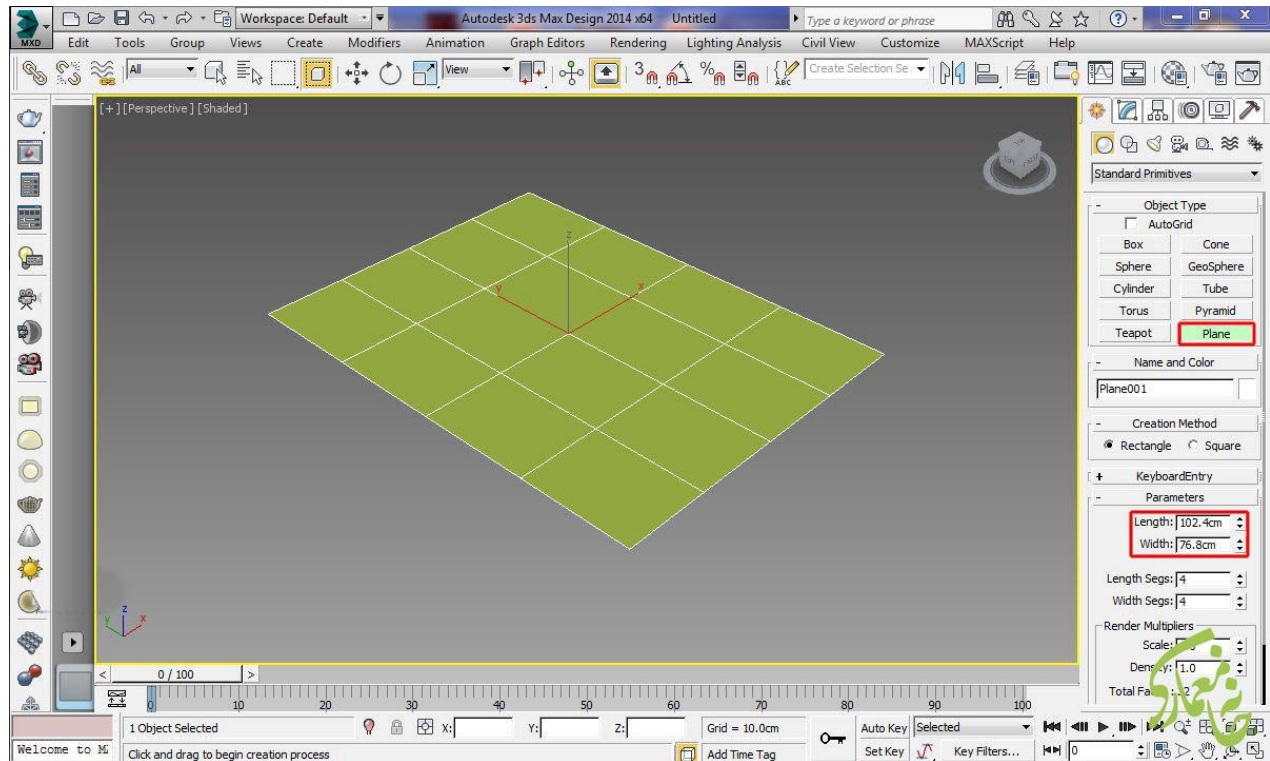 Workspace: Default
Autodesk 3ds Max Design 2014 x64 Untitled
Type a keyword or phrase
MXD
Edit Tools Group Views Create Modifiers Animation Graph Editors Rendering Lighting Analysis Civil View Customize MAXScript Help
All
View
3
%
ABC
Create Selection Se
[+][Perspective][Shaded]
z
y
x
Standard Primitives
- Object Type
AutoGrid
Box Cone
Sphere GeoSphere
Cylinder Tube
Torus Pyramid
Teapot Plane
- Name and Color
Plane001
- Creation Method
Rectangle Square
+ KeyboardEntry
- Parameters
Length: 102.4cm
Width: 76.8cm
Length Segs: 4
Width Segs: 4
Render Multipliers
Scale:
Density: 1.0
Total
z
y
x
< 0 / 100 >
0 10 20 30 40 50 60 70 80 90 100
1 Object Selected
X: Y: Z:
Grid = 10.0cm
Auto Key Selected
Welcome to
Click and drag to begin creation process
Add Time Tag
Set Key Key Filters...
0